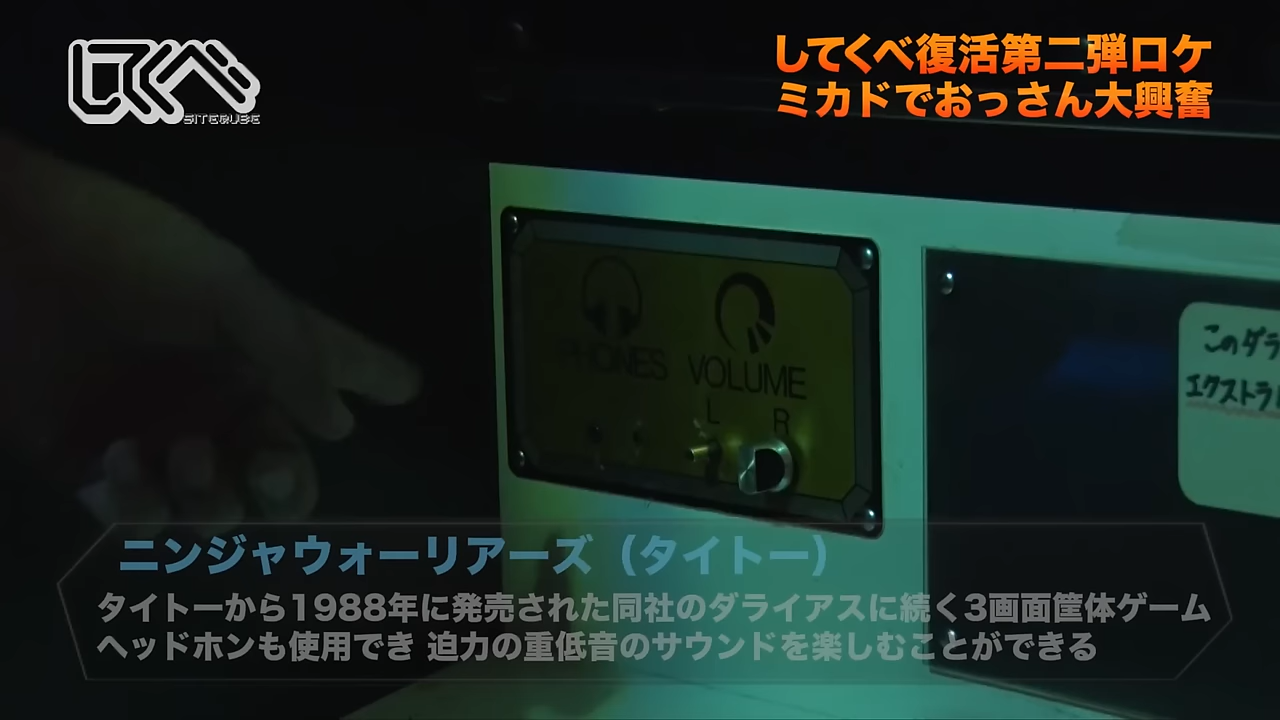 してくべ
SITEQUBE
してくべ復活第二弾ロケ
ミカドでおっさん大興奮
PHONES VOLUME
L R
このダラ
エクストラ
ニンジャウォーリアーズ（タイトー）
タイトーから1988年に発売された同社のダライアスに続く3画面筐体ゲーム
ヘッドホンも使用でき 迫力の重低音のサウンドを楽しむことができる